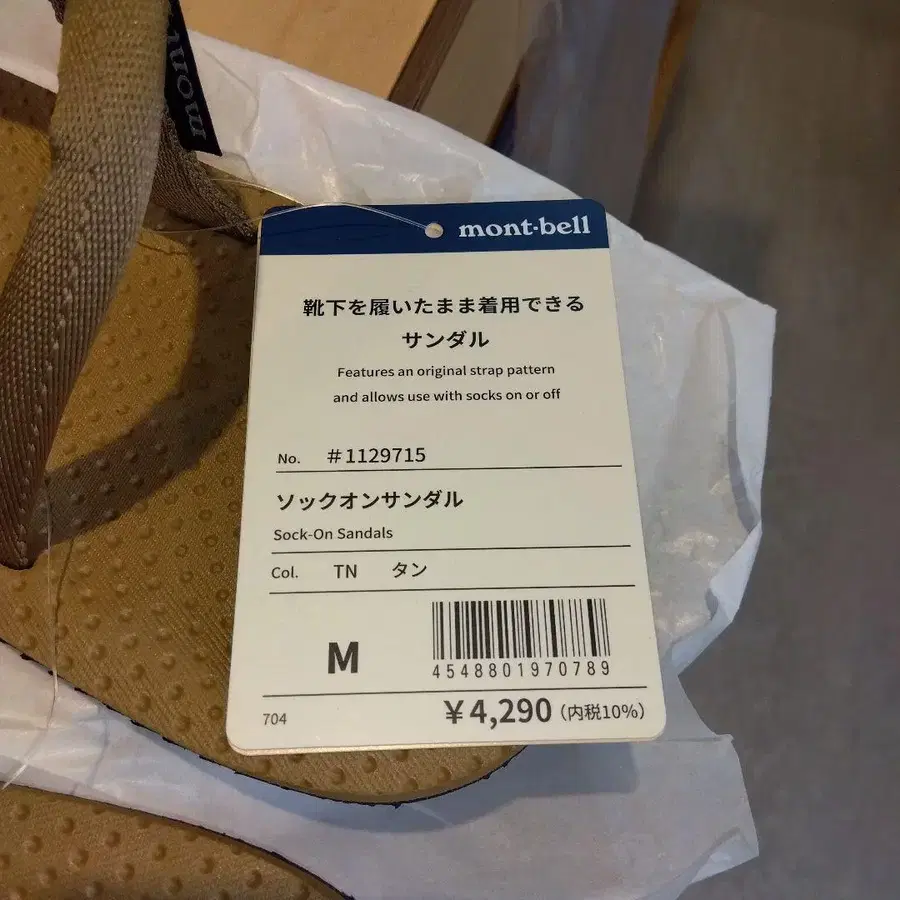 mont
mont-bell
靴下を履いたまま着用できる
サンダル
Features an original strap pattern
and allows use with socks on or off
No. #1129715
ソックオンサンダル
Sock-On Sandals
Col. TN タン
M
4548801970789
704 ¥4,290 (内税10%)